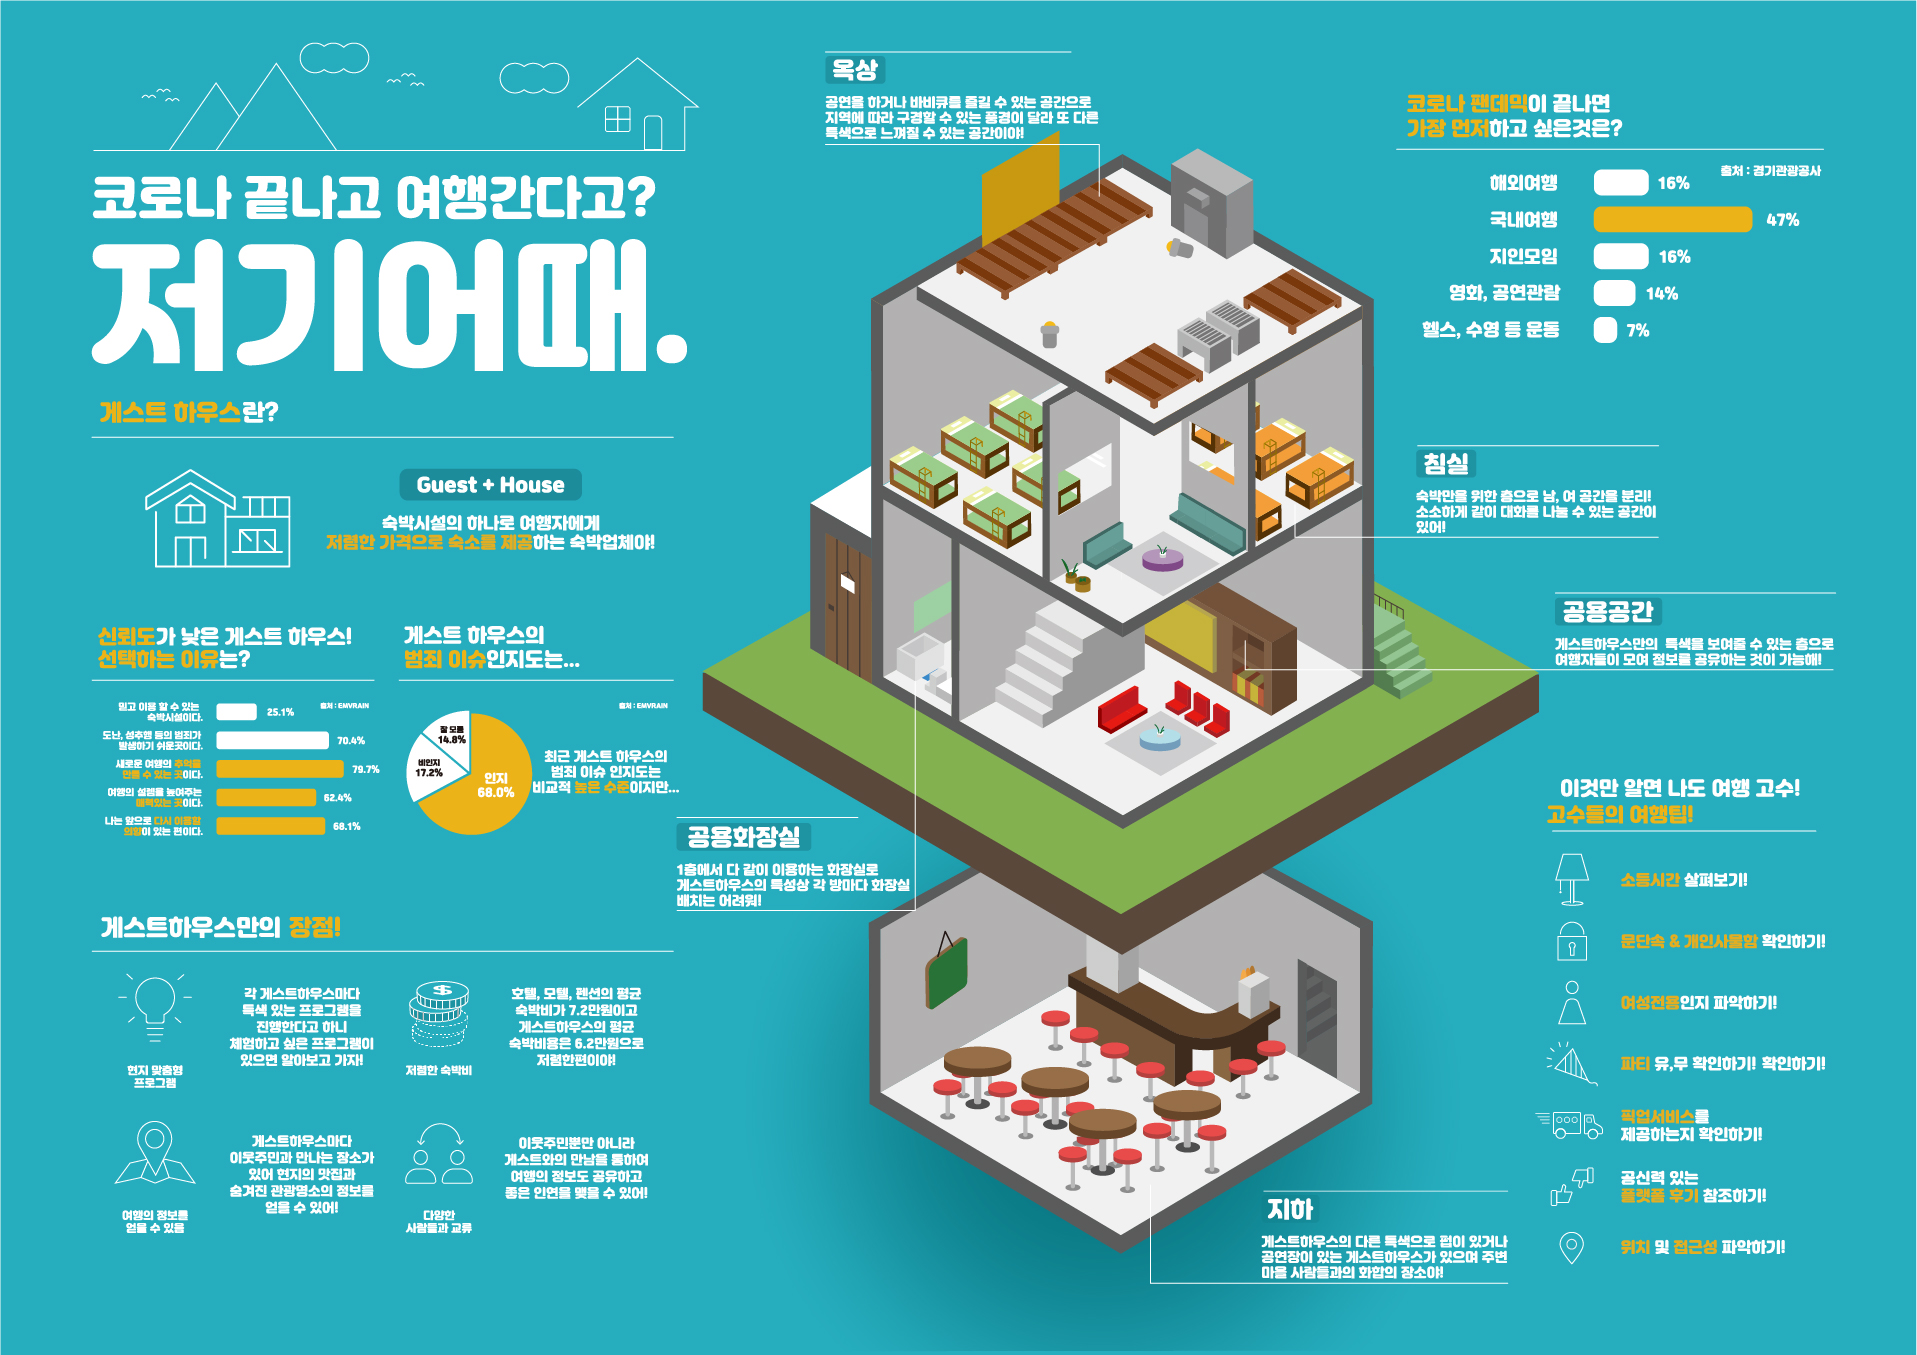 코로나 끝나고 여행간다고?
저기어때.
게스트 하우스란?
Guest + House
숙박시설의 하나로 여행자에게
저렴한 가격으로 숙소를 제공하는 숙박업체야!
신뢰도가 낮은 게스트 하우스!
선택하는 이유는?
출처 : EMVRAIN
믿고 이용 할 수 있는
숙박시설이다.
25.1%
도난, 성추행 등의 범죄가
발생하기 쉬운곳이다.
70.4%
새로운 여행의 추억을
만들 수 있는 곳이다.
79.7%
여행의 설렘을 높여주는
매력있는 곳이다.
62.4%
나는 앞으로 다시 이용할
의향이 있는 편이다.
68.1%
게스트 하우스의
범죄 이슈인지도는...
출처 : EMVRAIN
잘 모름
14.8%
비인지
17.2%
인지
68.0%
최근 게스트 하우스의
범죄 이슈 인지도는
비교적 높은 수준이지만...
게스트하우스만의 장점!
현지 맞춤형
프로그램
각 게스트하우스마다
특색 있는 프로그램을
진행한다고 하니
체험하고 싶은 프로그램이
있으면 알아보고 가자!
저렴한 숙박비
호텔, 모텔, 펜션의 평균
숙박비가 7.2만원이고
게스트하우스의 평균
숙박비용은 6.2만원으로
저렴한편이야!
여행의 정보를
얻을 수 있음
게스트하우스마다
이웃주민과 만나는 장소가
있어 현지의 맛집과
숨겨진 관광명소의 정보를
얻을 수 있어!
다양한
사람들과 교류
이웃주민뿐만 아니라
게스트와의 만남을 통하여
여행의 정보도 공유하고
좋은 인연을 맺을 수 있어!
옥상
공연을 하거나 바비큐를 즐길 수 있는 공간으로
지역에 따라 구경할 수 있는 풍경이 달라 또 다른
특색으로 느껴질 수 있는 공간이야!
공용화장실
1층에서 다 같이 이용하는 화장실로
게스트하우스의 특성상 각 방마다 화장실
배치는 어려워!
지하
게스트하우스의 다른 특색으로 펍이 있거나
공연장이 있는 게스트하우스가 있으며 주변
마을 사람들과의 화합의 장소야!
코로나 팬데믹이 끝나면
가장 먼저하고 싶은것은?
출처 : 경기관광공사
해외여행 16%
국내여행 47%
지인모임 16%
영화, 공연관람 14%
헬스, 수영 등 운동 7%
침실
숙박만을 위한 층으로 남, 여 공간을 분리!
소소하게 같이 대화를 나눌 수 있는 공간이
있어!
공용공간
게스트하우스만의 특색을 보여줄 수 있는 층으로
여행자들이 모여 정보를 공유하는 것이 가능해!
이것만 알면 나도 여행 고수!
고수들의 여행팁!
소등시간 살펴보기!
문단속 & 개인사물함 확인하기!
여성전용인지 파악하기!
파티 유,무 확인하기! 확인하기!
픽업서비스를
제공하는지 확인하기!
공신력 있는
플랫폼 후기 참조하기!
위치 및 접근성 파악하기!